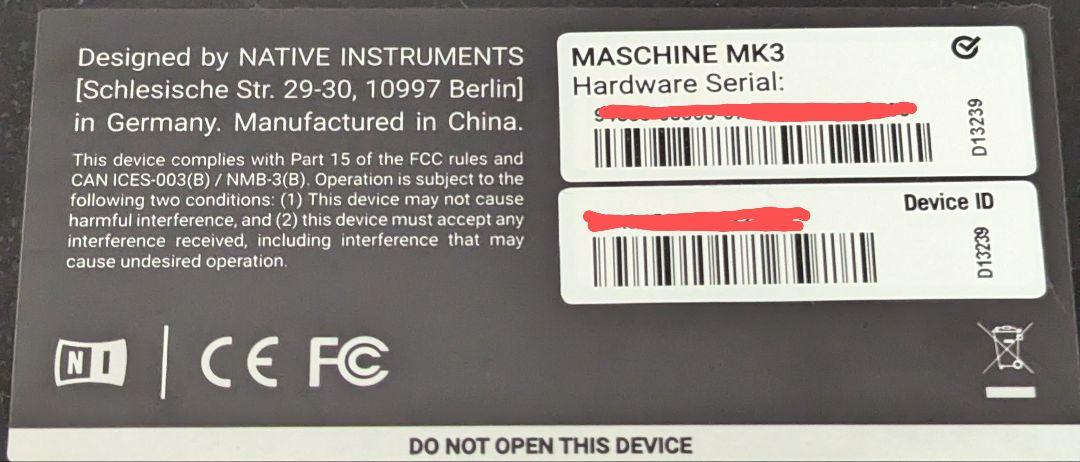 Designed by NATIVE INSTRUMENTS
[Schlesische Str. 29-30, 10997 Berlin]
in Germany. Manufactured in China.
This device complies with Part 15 of the FCC rules and
CAN ICES-003(B) / NMB-3(B). Operation is subject to the
following two conditions: (1) This device may not cause
harmful interference, and (2) this device must accept any
interference received, including interference that may
cause undesired operation.
NI
CE FC
MASCHINE MK3
Hardware Serial:
D13239
Device ID
D13239
DO NOT OPEN THIS DEVICE